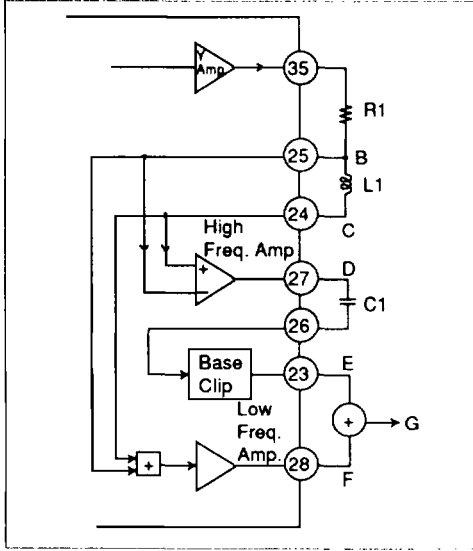 Y
Amp
35
R1
25
B
L1
24
C
High
Freq. Amp
+
−
27
D
C1
26
Base
Clip
23
E
Low
Freq.
Amp.
+
G
+
28
F